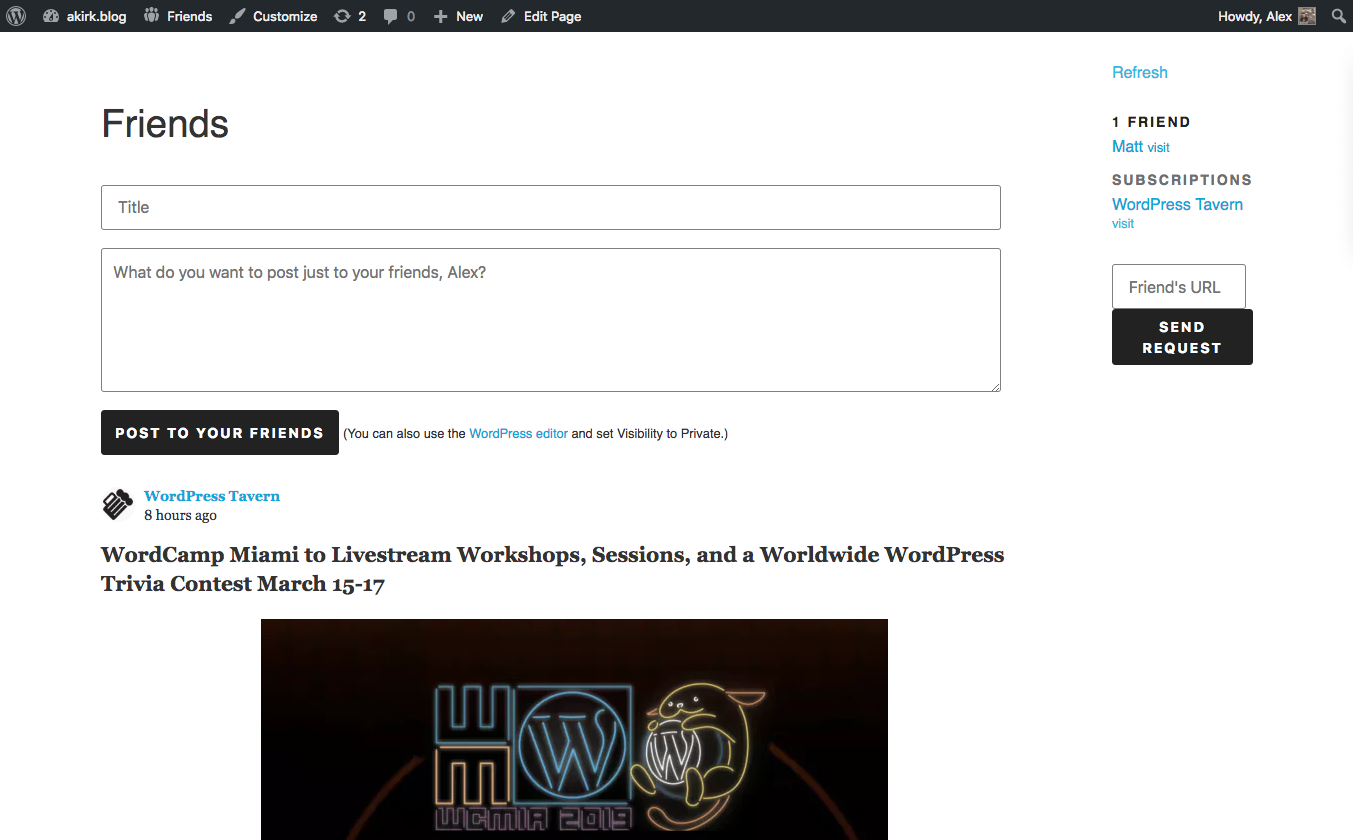 akirk.blog Friends Customize 2 0 New Edit Page Howdy, Alex
Refresh
Friends
1 FRIEND
Matt visit
SUBSCRIPTIONS
WordPress Tavern
visit
Title
What do you want to post just to your friends, Alex?
Friend's URL
SEND
REQUEST
POST TO YOUR FRIENDS (You can also use the WordPress editor and set Visibility to Private.)
WordPress Tavern
8 hours ago
WordCamp Miami to Livestream Workshops, Sessions, and a Worldwide WordPress
Trivia Contest March 15-17
WCMIA 2019